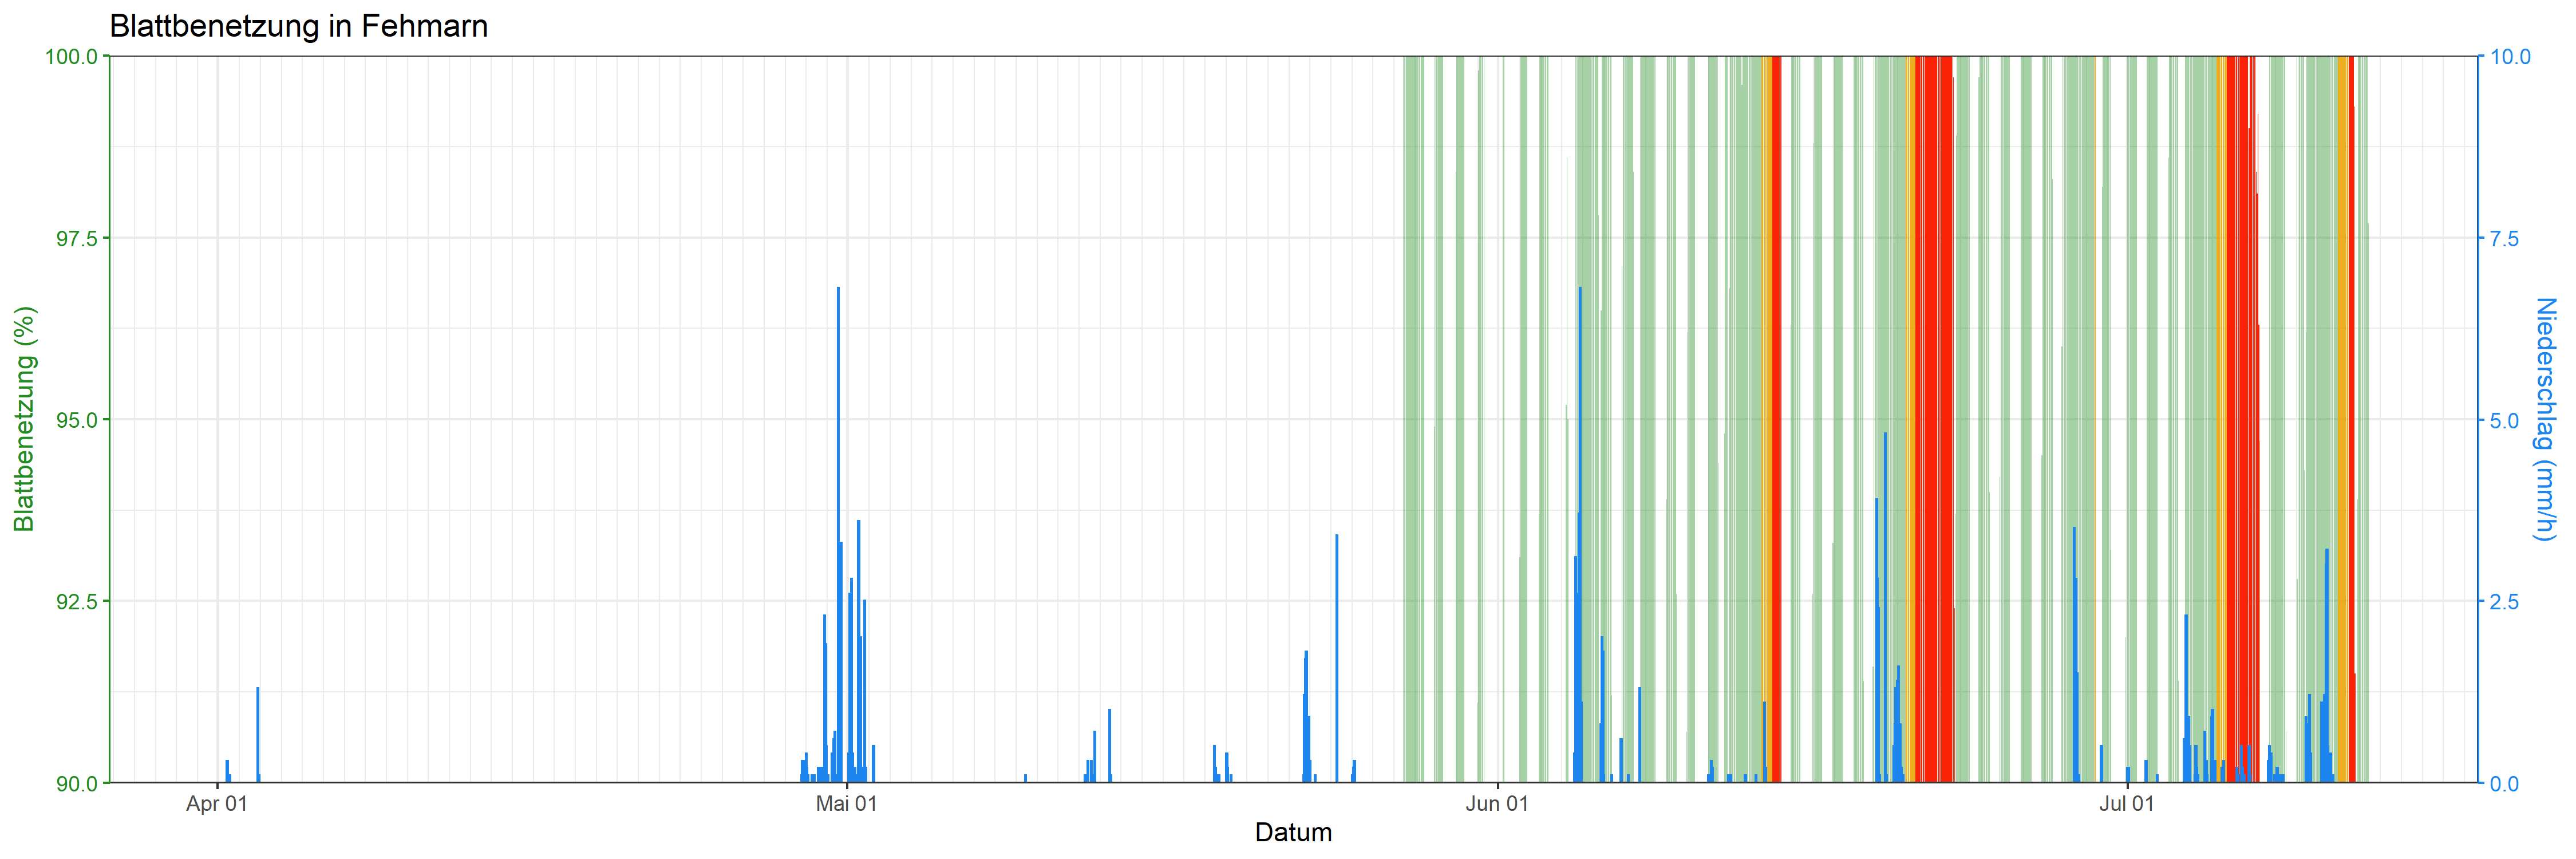 Blattbenetzung in Fehmarn
100.0
97.5
95.0
92.5
90.0
Blattbenetzung (%)
10.0
7.5
5.0
2.5
0.0
Niederschlag (mm/h)
Apr 01
Mai 01
Jun 01
Jul 01
Datum